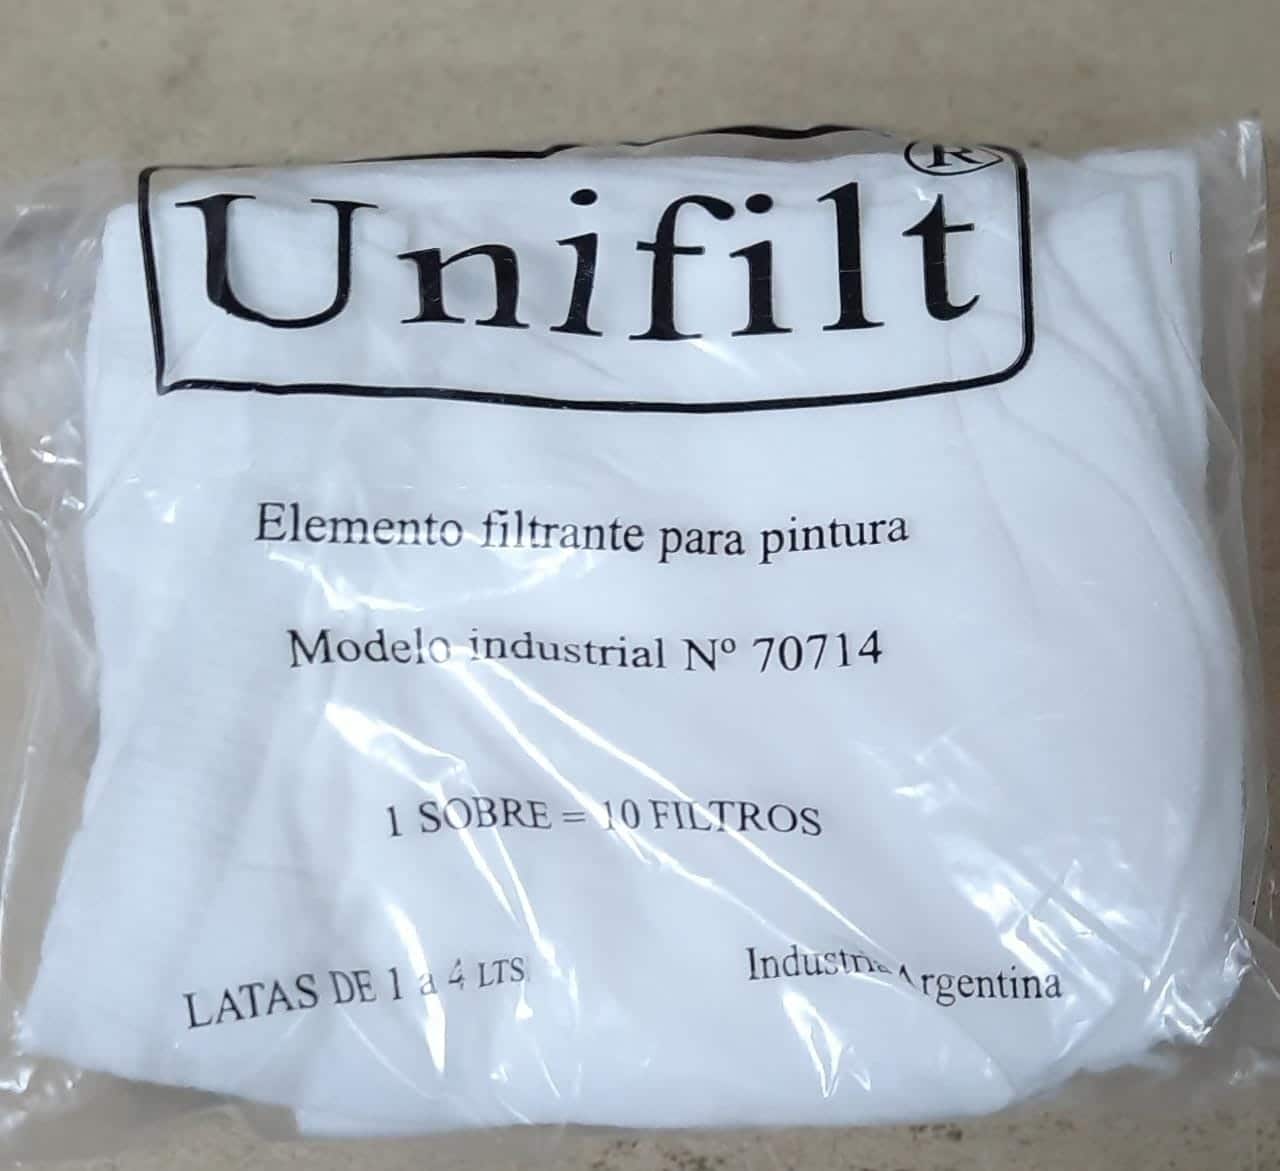 Unifilt ®
Elemento filtrante para pintura
Modelo industrial Nº 70714
1 SOBRE = 10 FILTROS
LATAS DE 1 a 4 LTS
Industria Argentina